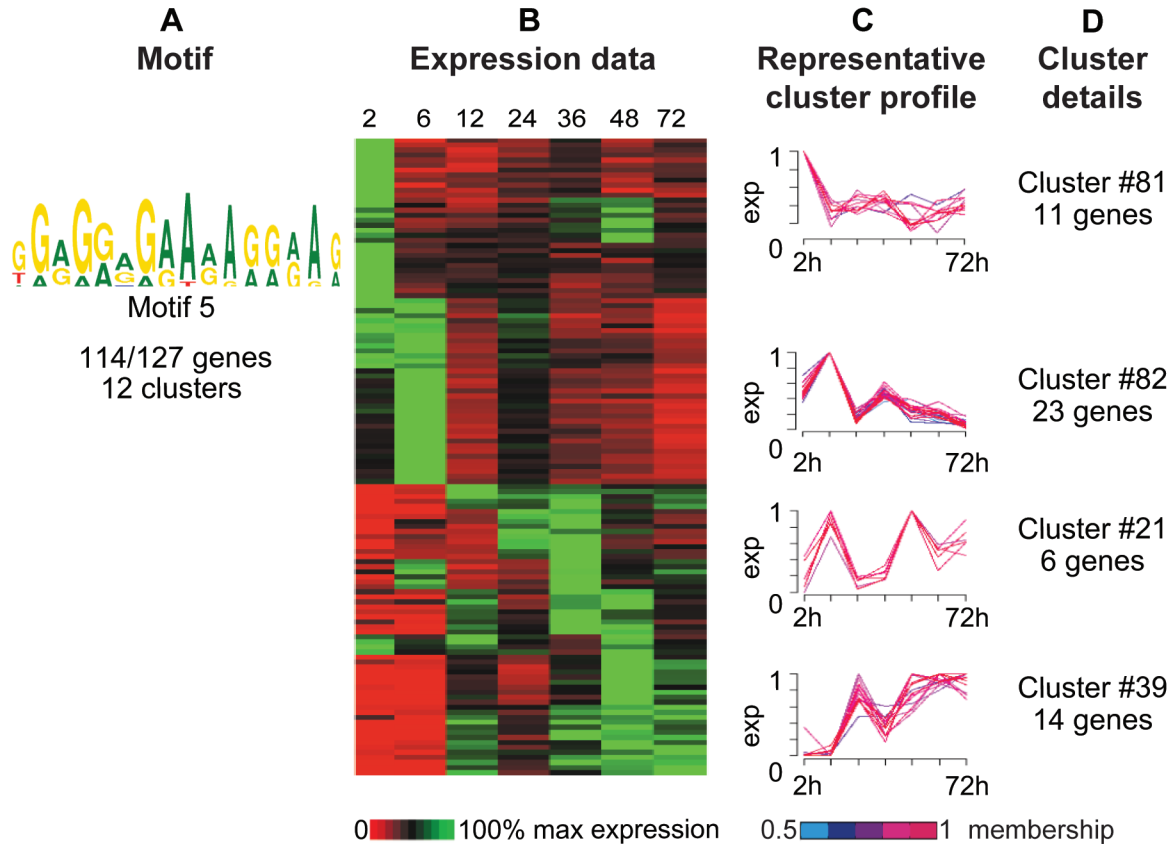 A
Motif
Motif 5
114/127 genes
12 clusters
B
Expression data
2 6 12 24 36 48 72
0 100% max expression
C
Representative
cluster profile
exp
1
0
2h 72h
exp
1
0
2h 72h
exp
1
0
2h 72h
exp
1
0
2h 72h
0.5 1 membership
D
Cluster
details
Cluster #81
11 genes
Cluster #82
23 genes
Cluster #21
6 genes
Cluster #39
14 genes